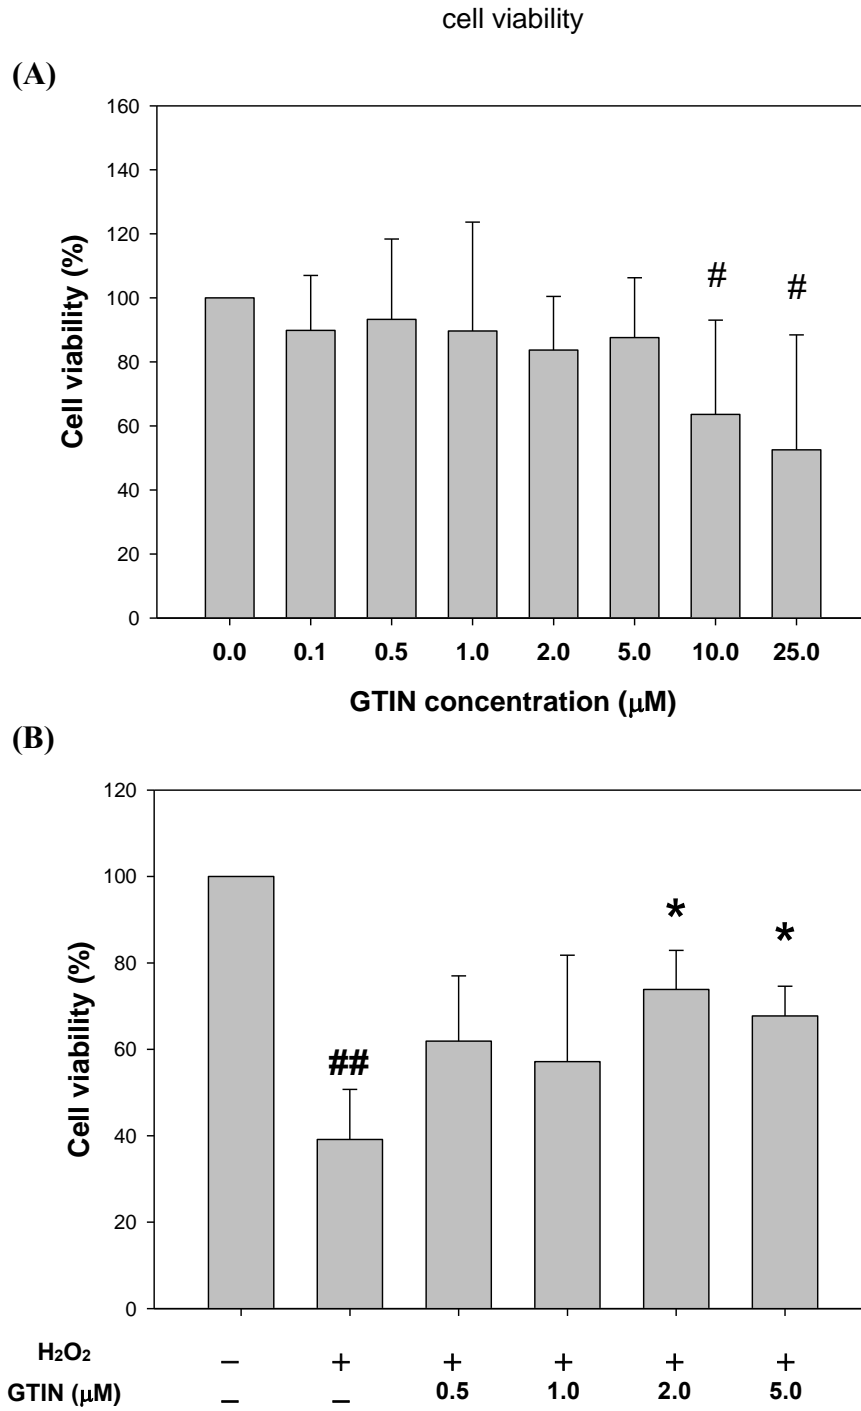 cell viability
(A)
160
140
120
100
80
60
40
20
0
Cell viability (%)
# #
0.0 0.1 0.5 1.0 2.0 5.0 10.0 25.0
GTIN concentration (μM)
(B)
120
100
80
60
40
20
0
Cell viability (%)
## * *
H₂O₂ – + + + + +
GTIN (μM) – – 0.5 1.0 2.0 5.0